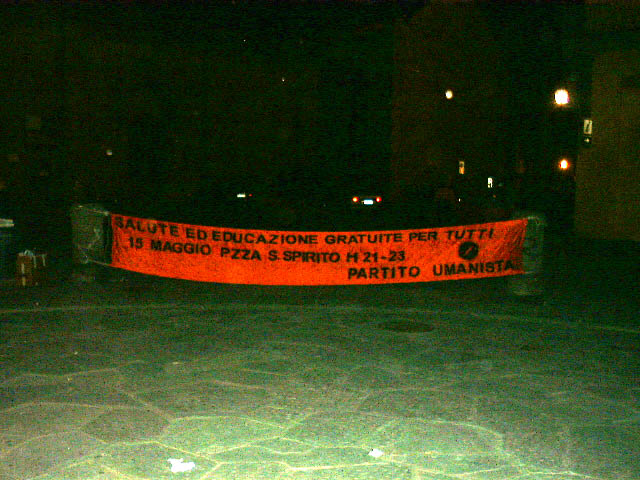 SALUTE ED EDUCAZIONE GRATUITE PER TUTTI
15 MAGGIO PZZA S.SPIRITO H 21-23
PARTITO UMANISTA